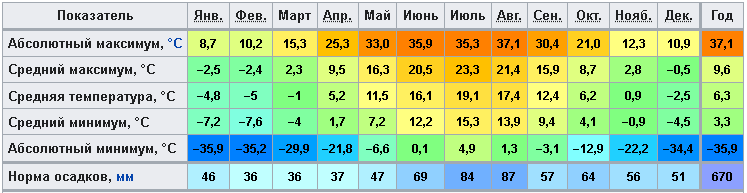 Показатель Янв. Фев. Март Апр. Май Июнь Июль Авг. Сен. Окт. Нояб. Дек. Год
Абсолютный максимум, °C 8,7 10,2 15,3 25,3 33,0 35,9 35,3 37,1 30,4 21,0 12,3 10,9 37,1
Средний максимум, °C −2,5 −2,4 2,3 9,5 16,3 20,5 23,3 21,4 15,9 8,7 2,8 −0,5 9,6
Средняя температура, °C −4,8 −5 −1 5,2 11,5 16,1 19,1 17,4 12,4 6,2 0,9 −2,5 6,3
Средний минимум, °C −7,2 −7,6 −4 1,7 7,2 12,2 15,3 13,9 9,4 4,1 −0,9 −4,5 3,3
Абсолютный минимум, °C −35,9 −35,2 −29,9 −21,8 −6,6 0,1 4,9 1,3 −3,1 −12,9 −22,2 −34,4 −35,9
Норма осадков, мм 46 36 36 37 47 69 84 87 57 64 56 51 670